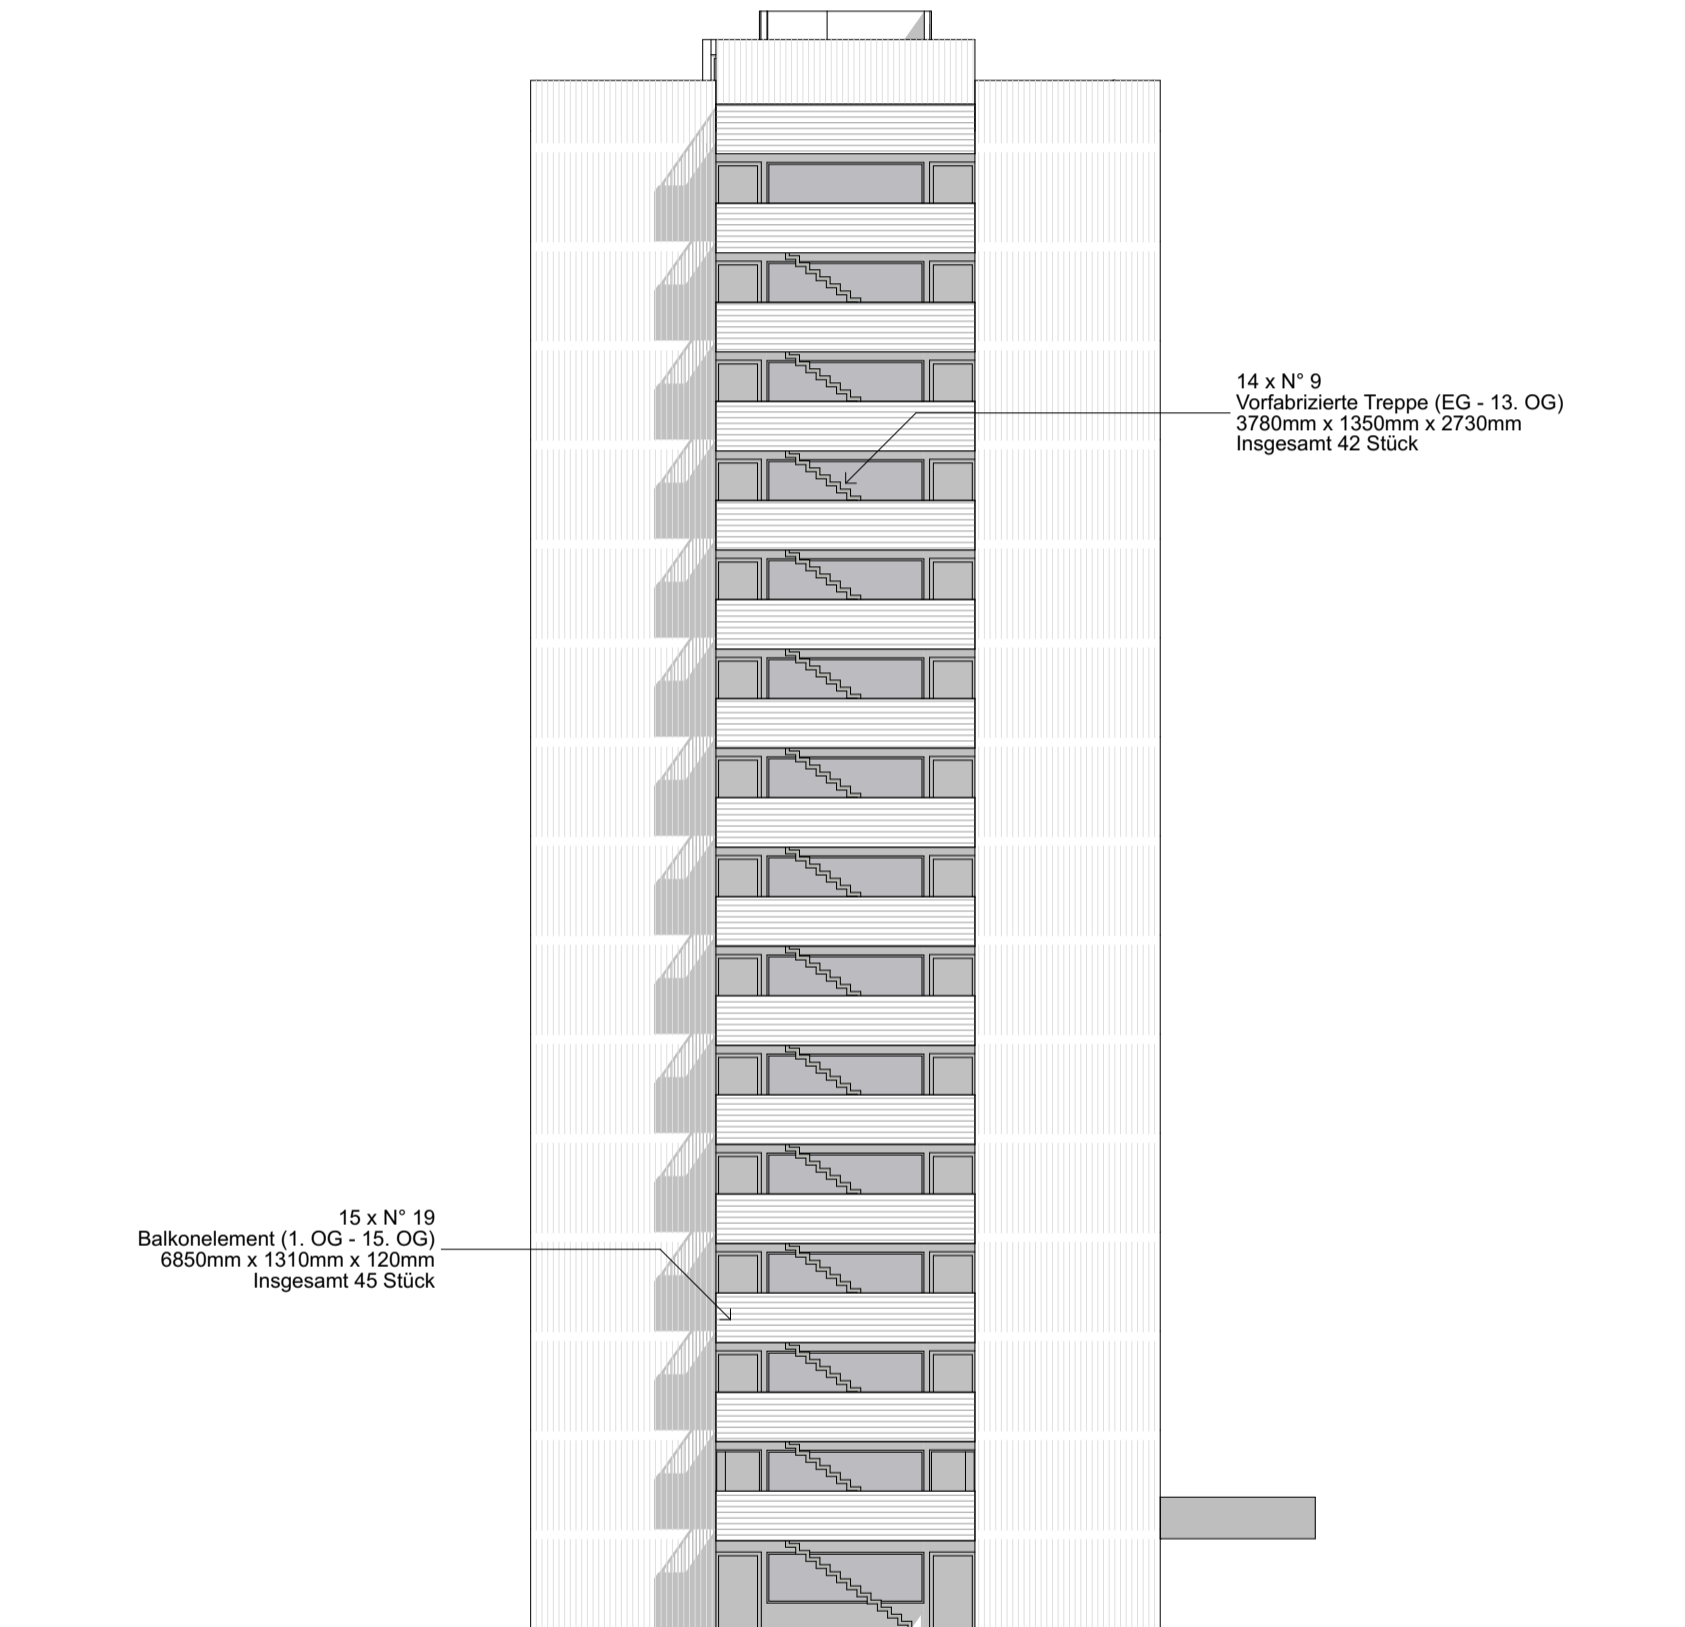 14 x N° 9
Vorfabrizierte Treppe (EG - 13. OG)
3780mm x 1350mm x 2730mm
Insgesamt 42 Stück
15 x N° 19
Balkonelement (1. OG - 15. OG)
6850mm x 1310mm x 120mm
Insgesamt 45 Stück